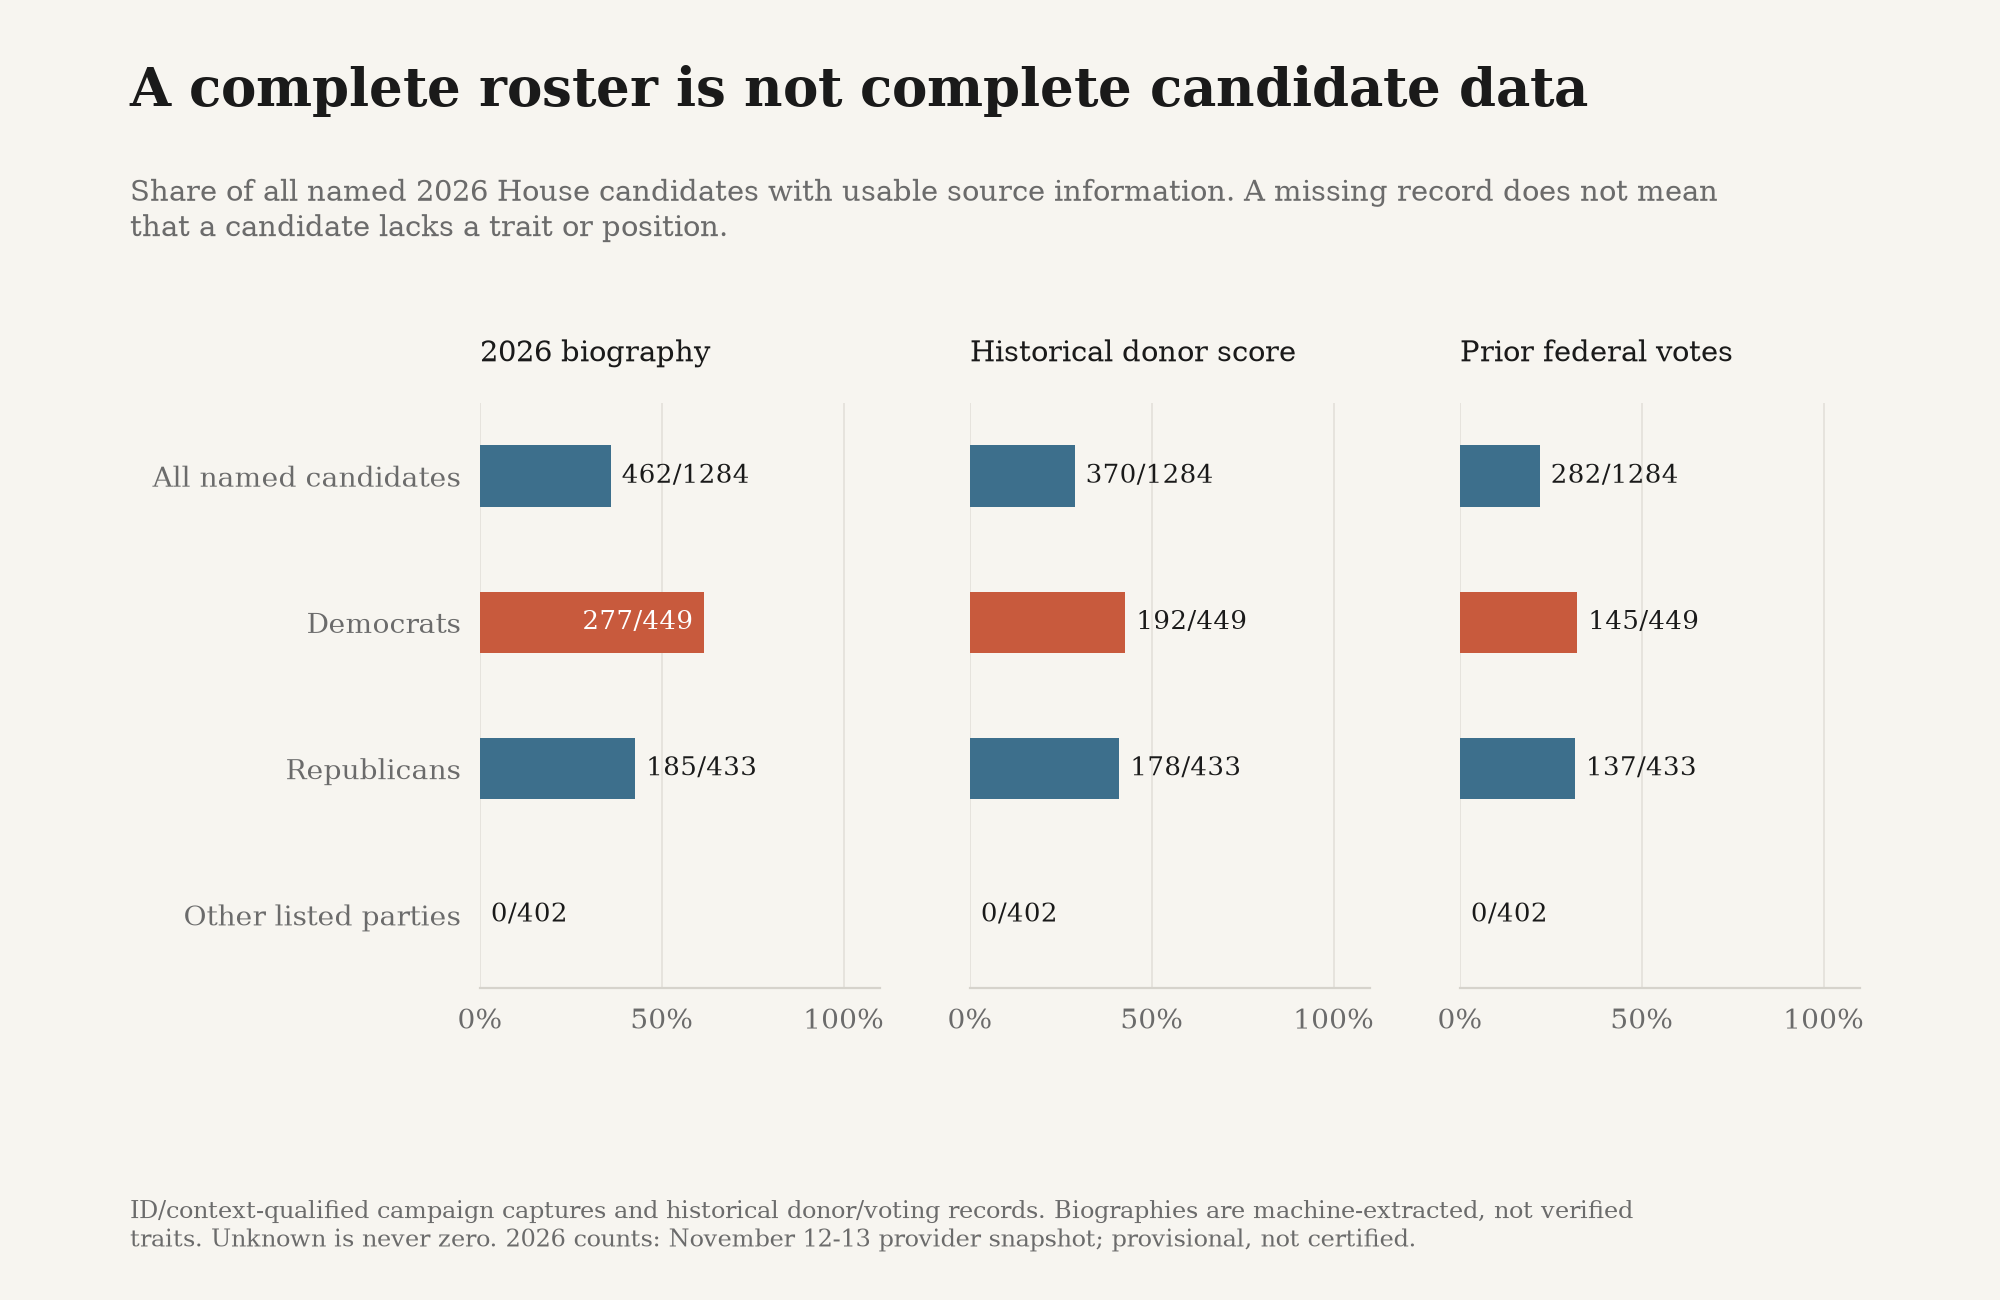 A complete roster is not complete candidate data
Share of all named 2026 House candidates with usable source information. A missing record does not mean
that a candidate lacks a trait or position.
2026 biography
Historical donor score
Prior federal votes
All named candidates
462/1284
370/1284
282/1284
Democrats
277/449
192/449
145/449
Republicans
185/433
178/433
137/433
Other listed parties
0/402
0/402
0/402
0%
50%
100%
0%
50%
100%
0%
50%
100%
ID/context-qualified campaign captures and historical donor/voting records. Biographies are machine-extracted, not verified
traits. Unknown is never zero. 2026 counts: November 12-13 provider snapshot; provisional, not certified.